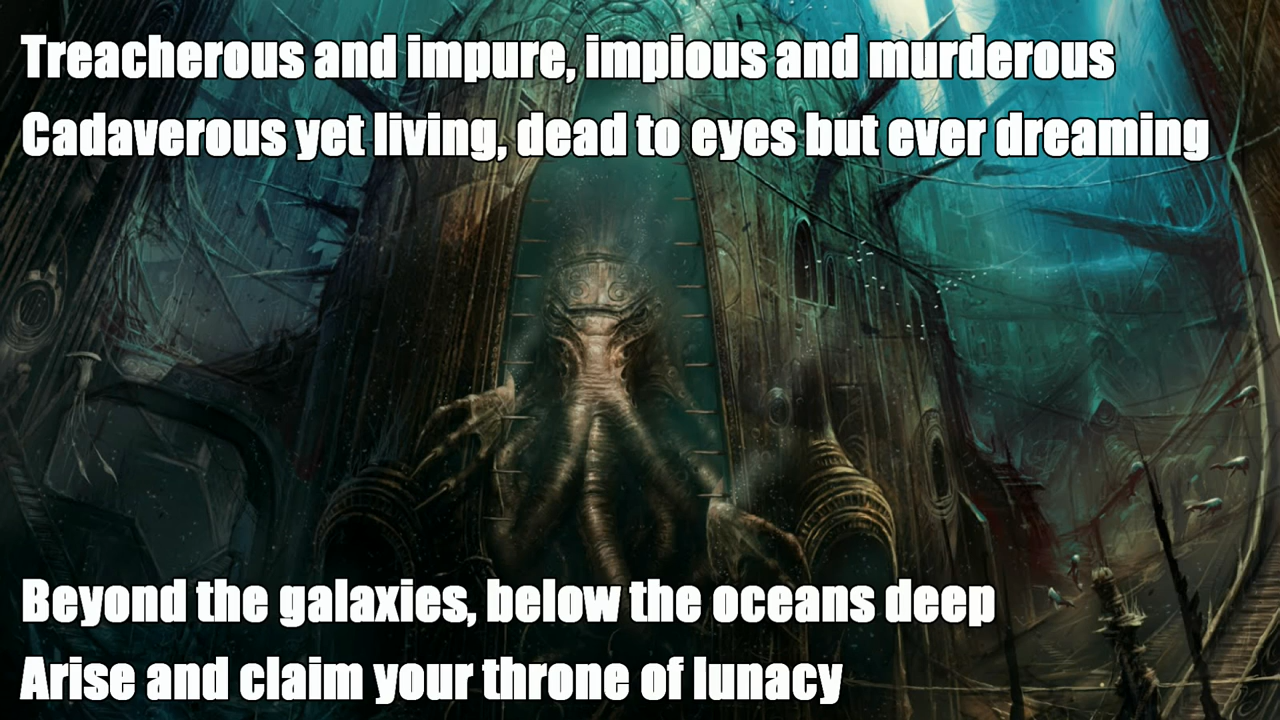 Treacherous and impure, impious and murderous
Cadaverous yet living, dead to eyes but ever dreaming
Beyond the galaxies, below the oceans deep
Arise and claim your throne of lunacy